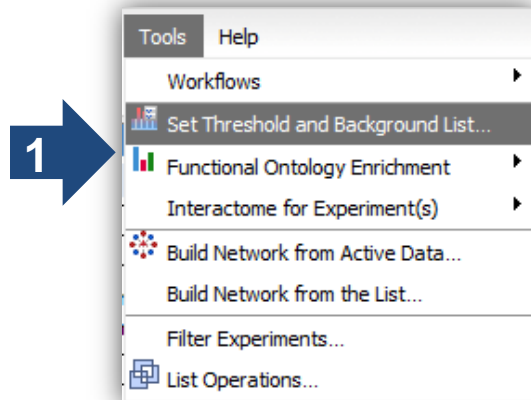 Tools Help
Workflows
1
Set Threshold and Background List...
Functional Ontology Enrichment
Interactome for Experiment(s)
Build Network from Active Data...
Build Network from the List...
Filter Experiments...
List Operations...